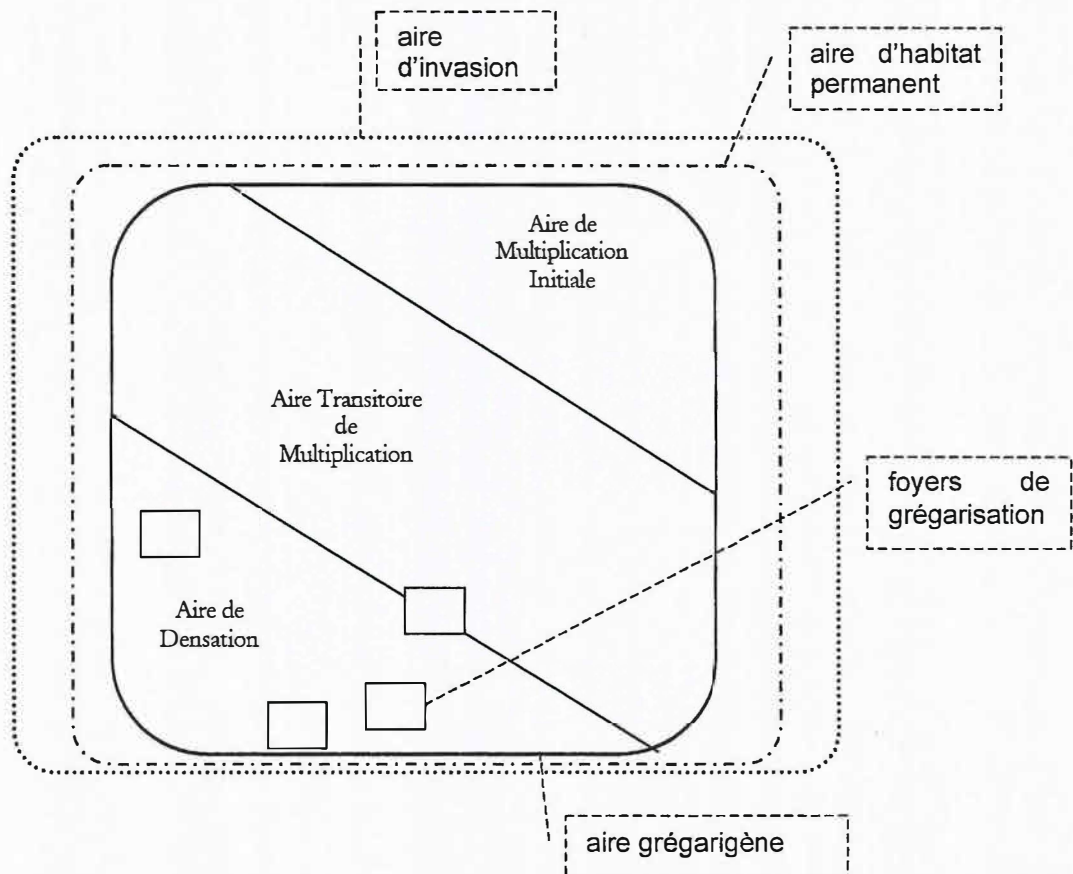 aire
d'invasion
aire d'habitat
permanent
Aire de
Multiplication
Initiale
Aire Transitoire
de
Multiplication
foyers de
grégarisation
Aire de
Densation
aire grégarigène